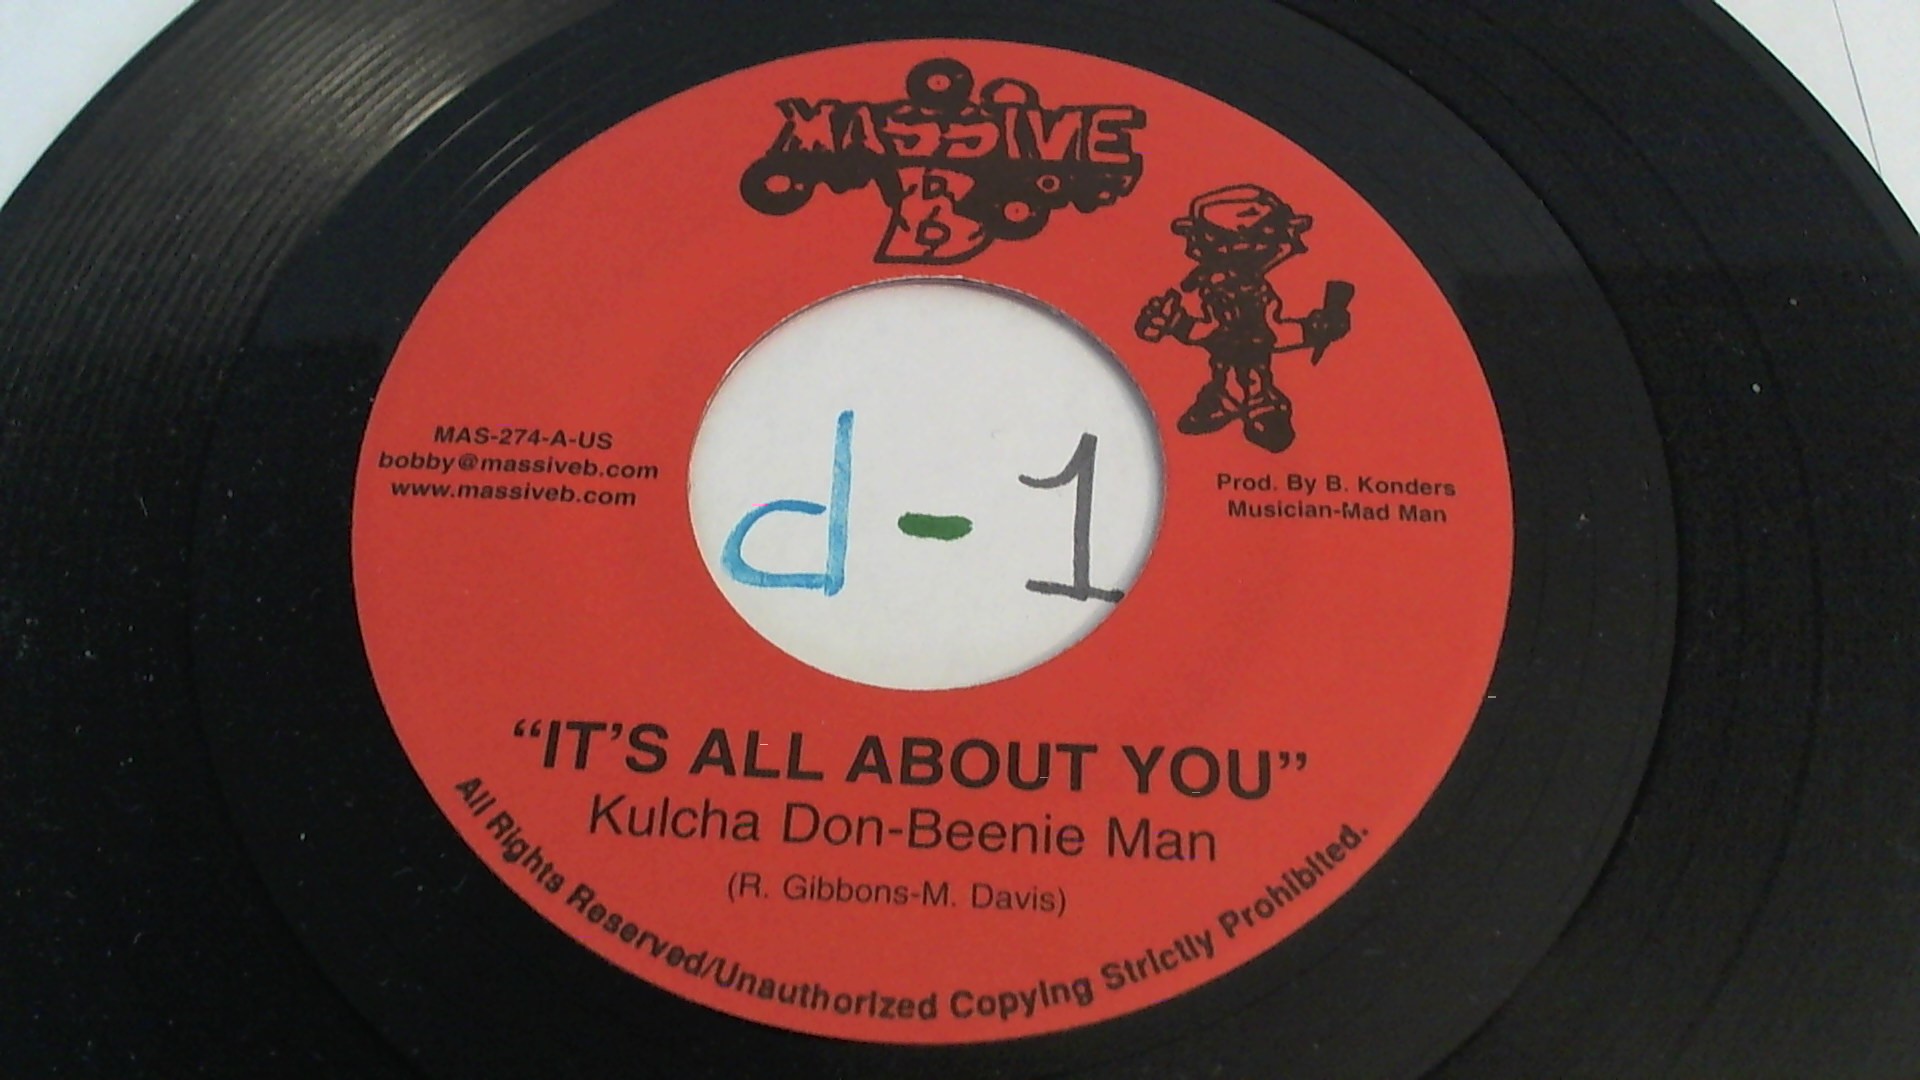 MASSIVE
B
MAS-274-A-US
bobby@massiveb.com
www.massiveb.com
Prod. By B. Konders
Musician-Mad Man
d-1
“IT’S ALL ABOUT YOU”
Kulcha Don-Beenie Man
(R. Gibbons-M. Davis)
All Rights Reserved/Unauthorized Copying Strictly Prohibited.